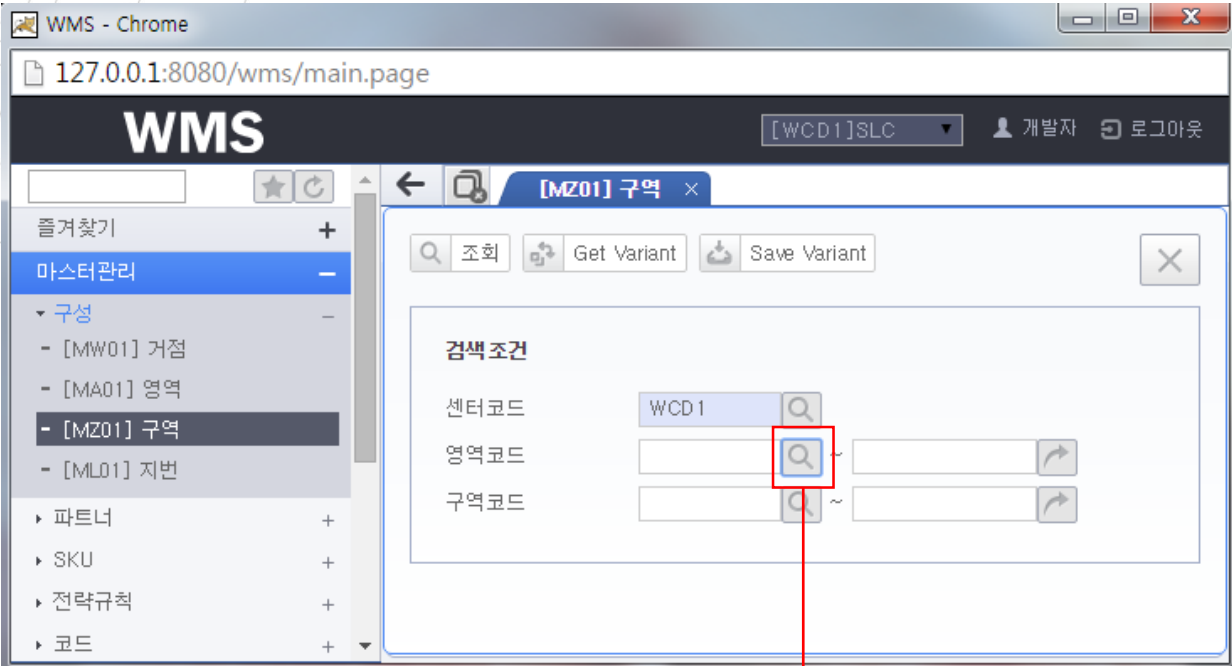 WMS - Chrome
127.0.0.1:8080/wms/main.page
WMS
[WCD1]SLC
개발자
로그아웃
[MZ01] 구역
즐겨찾기
마스터관리
구성
- [MW01] 거점
- [MA01] 영역
- [MZ01] 구역
- [ML01] 지번
파트너
SKU
전략규칙
코드
조회
Get Variant
Save Variant
검색조건
센터코드
WCD1
영역코드
~
구역코드
~